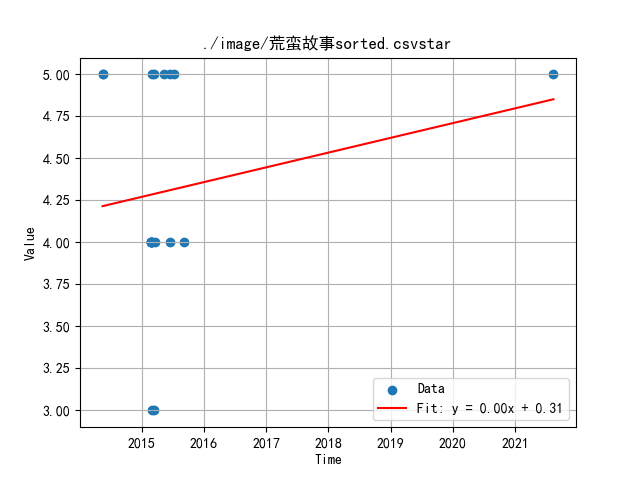 ./image/荒蛮故事sorted.csvstar
5.00
4.75
4.50
4.25
4.00
3.75
3.50
3.25
3.00
Value
2015 2016 2017 2018 2019 2020 2021
Time
Data
Fit: y = 0.00x + 0.31